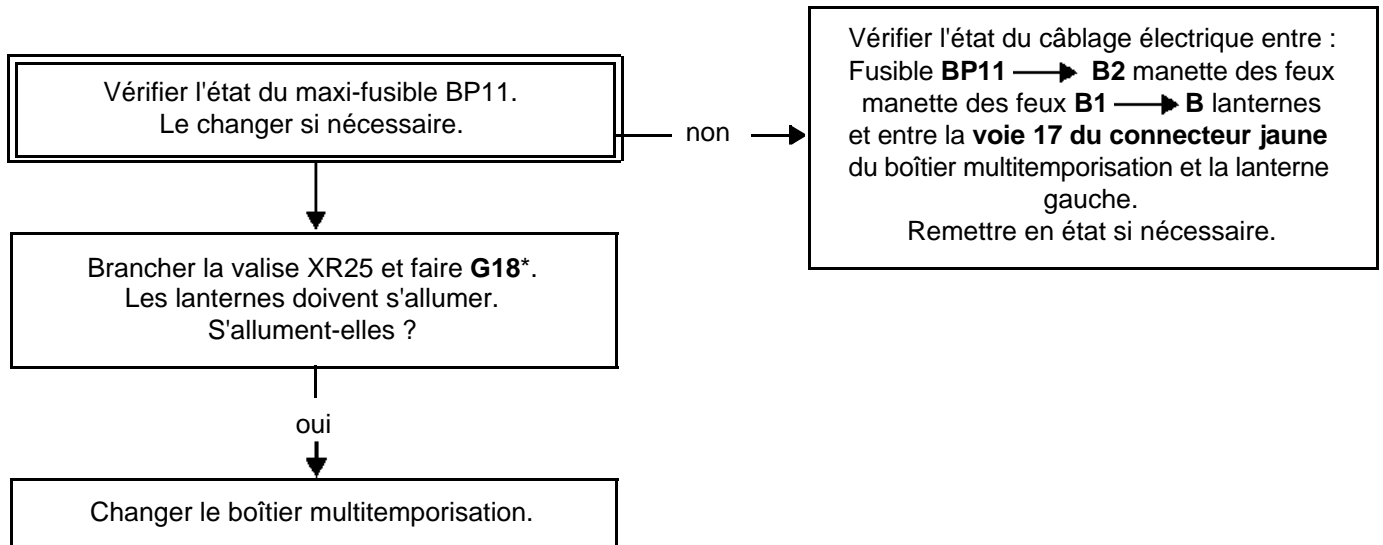 Vérifier l'état du maxi-fusible BP11.
Le changer si nécessaire.
non
Vérifier l'état du câblage électrique entre :
Fusible BP11 → B2 manette des feux
manette des feux B1 → B lanternes
et entre la voie 17 du connecteur jaune
du boîtier multitemporisation et la lanterne
gauche.
Remettre en état si nécessaire.
Brancher la valise XR25 et faire G18*.
Les lanternes doivent s'allumer.
S'allument-elles ?
oui
Changer le boîtier multitemporisation.